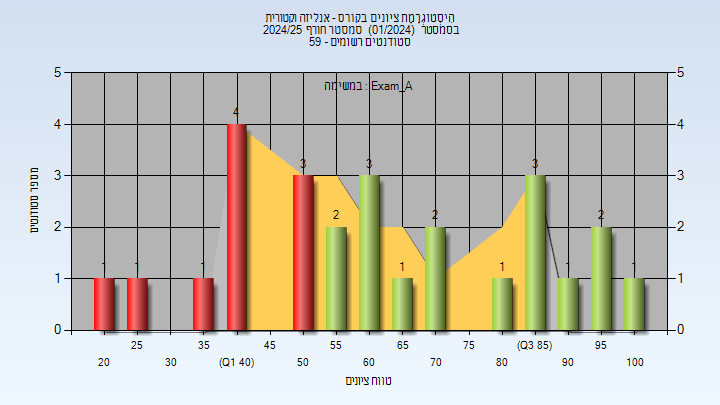 היסטוגרמת ציונים בקורס - אנליזה וקטורית
בסמסטר (01/2024) סמסטר חורף 2024/25
סטודנטים רשומים - 59
במשימה : Exam_A
מספר סטודנטים
5 5
4 4
3 3
2 2
1 1
0 0
1 1 1 4 3 2 3 1 2 1 3 1 2 1
25 35 45 55 65 75 (Q3 85) 95
20 30 (Q1 40) 50 60 70 80 90 100
טווח ציונים